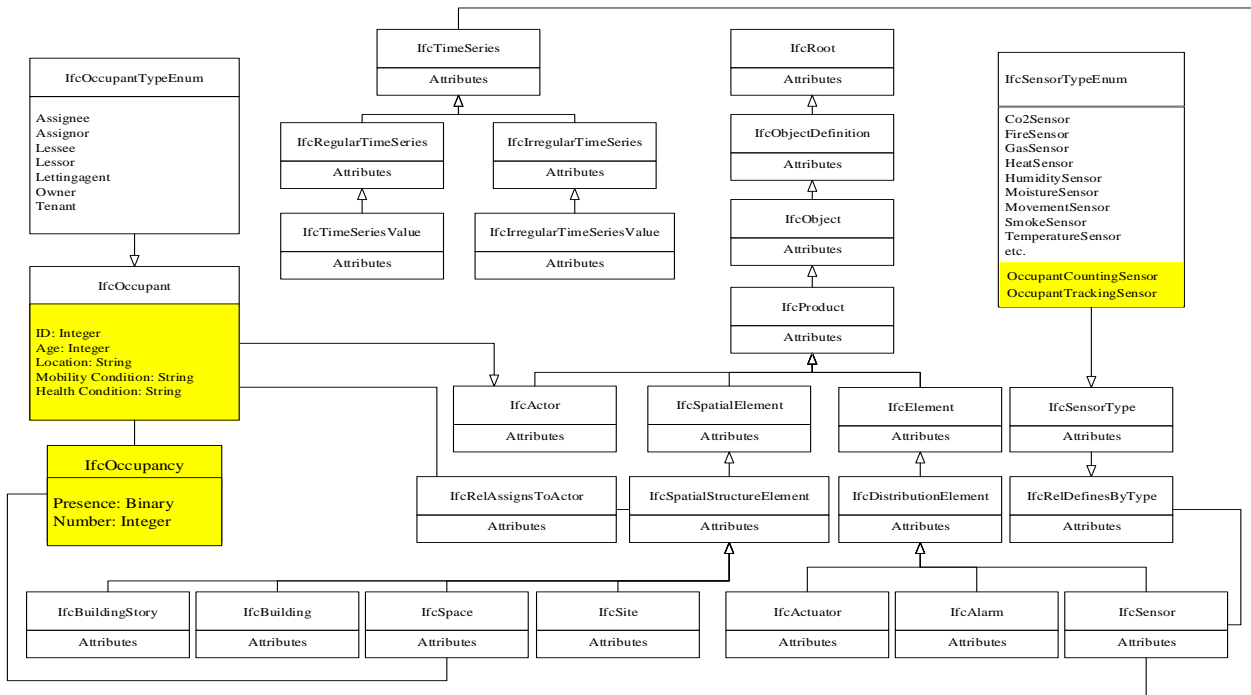 IfcTimeSeries
Attributes
IfcRoot
Attributes
IfcOccupantTypeEnum
Assignee
Assignor
Lessee
Lessor
Lettingagent
Owner
Tenant
IfcSensorTypeEnum
Co2Sensor
FireSensor
GasSensor
HeatSensor
HumiditySensor
MoistureSensor
MovementSensor
SmokeSensor
TemperatureSensor
etc.
OccupantCountingSensor
OccupantTrackingSensor
IfcRegularTimeSeries
Attributes
IfcIrregularTimeSeries
Attributes
IfcObjectDefinition
Attributes
IfcTimeSeriesValue
Attributes
IfcIrregularTimeSeriesValue
Attributes
IfcObject
Attributes
IfcOccupant
ID: Integer
Age: Integer
Location: String
Mobility Condition: String
Health Condition: String
IfcProduct
Attributes
IfcActor
Attributes
IfcSpatialElement
Attributes
IfcElement
Attributes
IfcSensorType
Attributes
IfcOccupancy
Presence: Binary
Number: Integer
IfcRelAssignsToActor
Attributes
IfcSpatialStructureElement
Attributes
IfcDistributionElement
Attributes
IfcRelDefinesByType
Attributes
IfcBuildingStory
Attributes
IfcBuilding
Attributes
IfcSpace
Attributes
IfcSite
Attributes
IfcActuator
Attributes
IfcAlarm
Attributes
IfcSensor
Attributes